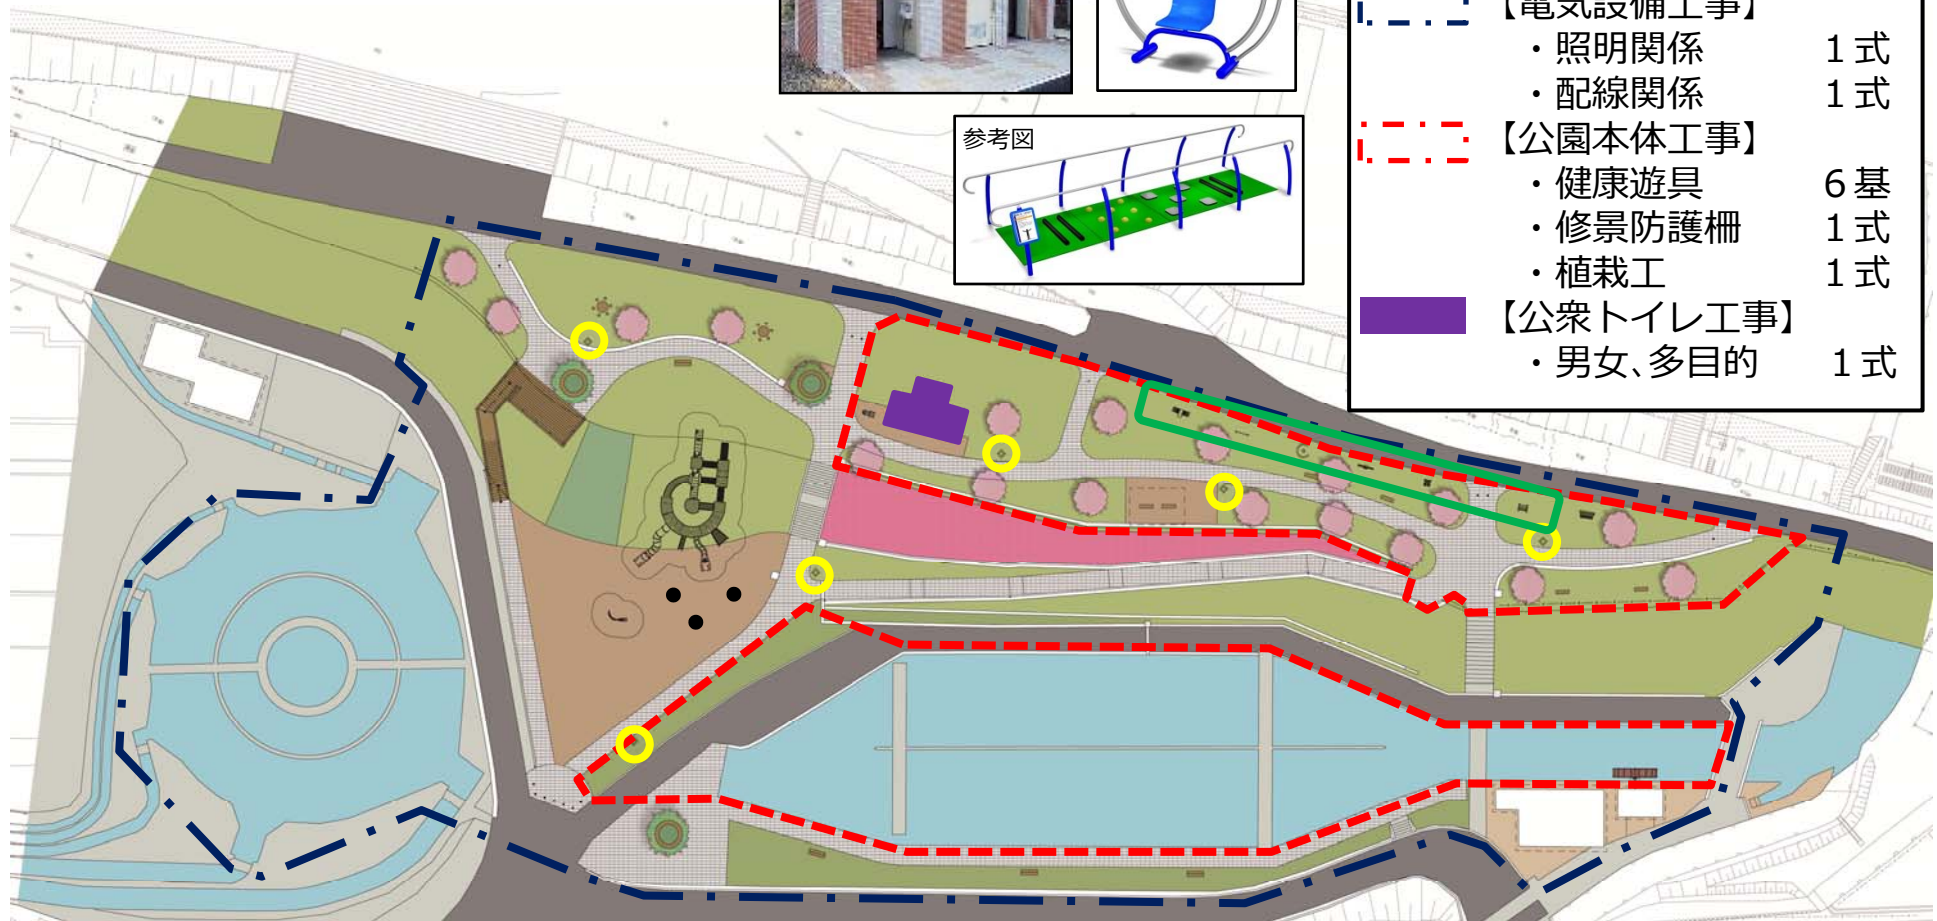 【電気設備工事】
・照明関係 １式
・配線関係 １式
参考図
【公園本体工事】
・健康遊具 ６基
・修景防護柵 １式
・植栽工 １式
【公衆トイレ工事】
・男女、多目的 １式